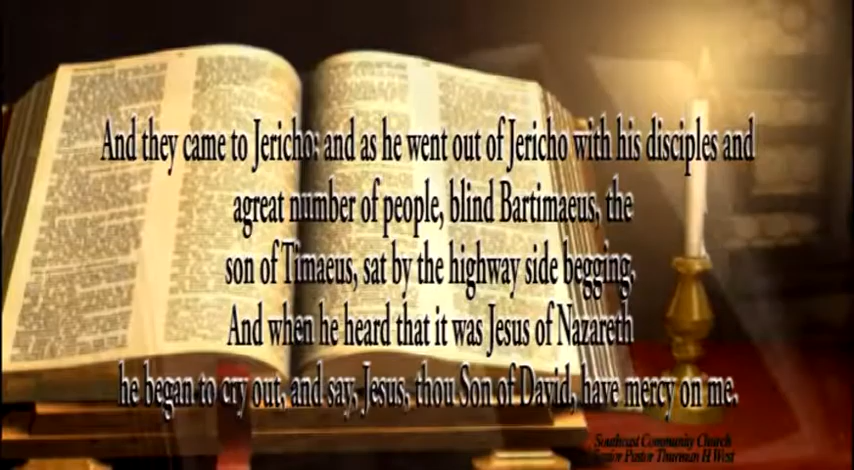 And they came to Jericho: and as he went out of Jericho with his disciples and
agreat number of people, blind Bartimaeus, the
son of Timaeus, sat by the highway side begging.
And when he heard that it was Jesus of Nazareth
he began to cry out, and say, Jesus, thou Son of David, have mercy on me.
Southeast Community Church
Senior Pastor Thurman H West